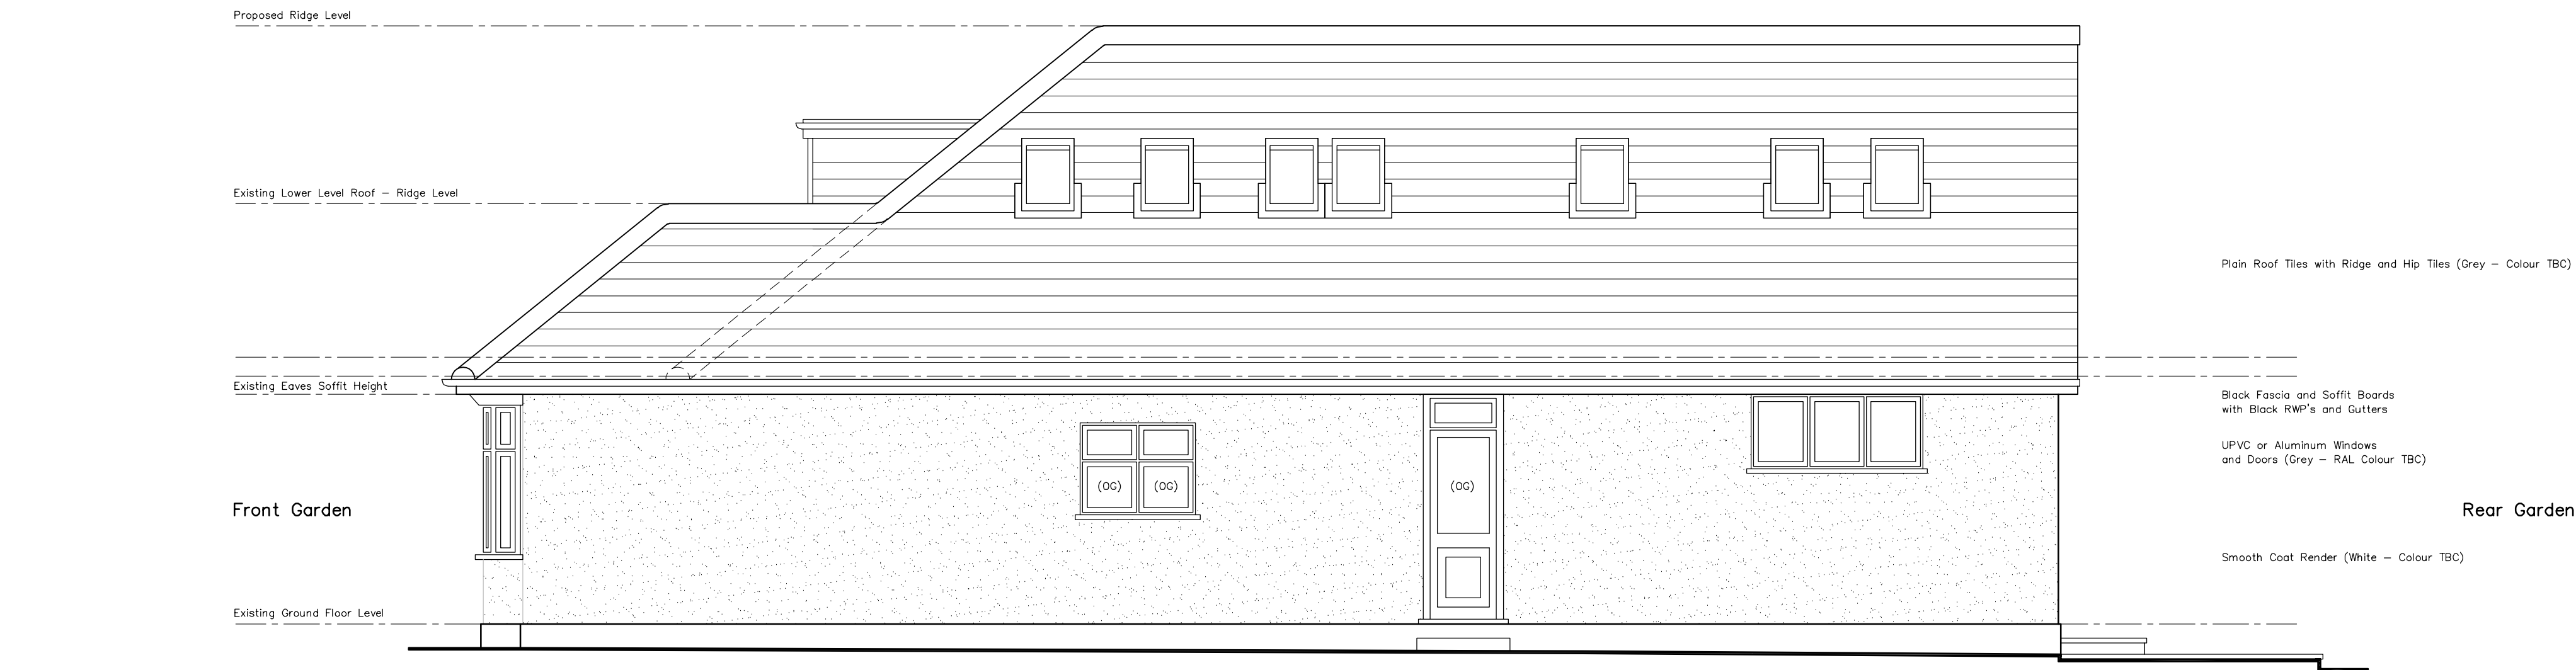 Proposed Ridge Level
Existing Lower Level Roof – Ridge Level
Plain Roof Tiles with Ridge and Hip Tiles (Grey – Colour TBC)
Existing Eaves Soffit Height
Black Fascia and Soffit Boards
with Black RWP's and Gutters
UPVC or Aluminum Windows
and Doors (Grey – RAL Colour TBC)
(OG) (OG) (OG)
Front Garden
Rear Garden
Smooth Coat Render (White – Colour TBC)
Existing Ground Floor Level